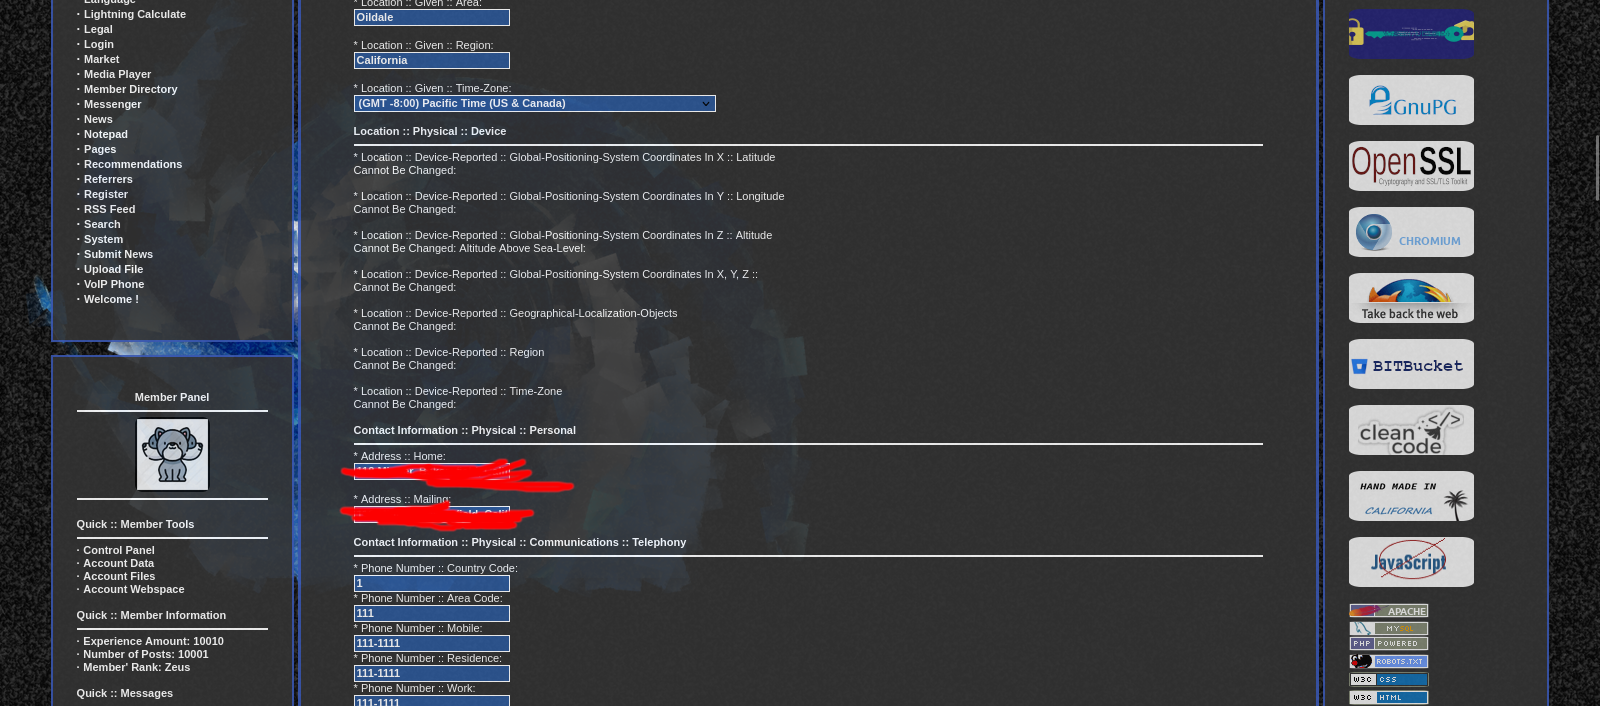 · Language
· Lightning Calculate
· Legal
· Login
· Market
· Media Player
· Member Directory
· Messenger
· News
· Notepad
· Pages
· Recommendations
· Referrers
· Register
· RSS Feed
· Search
· System
· Submit News
· Upload File
· VoIP Phone
· Welcome !
Member Panel
Quick :: Member Tools
· Control Panel
· Account Data
· Account Files
· Account Webspace
Quick :: Member Information
· Experience Amount: 10010
· Number of Posts: 10001
· Member' Rank: Zeus
Quick :: Messages
* Location :: Given :: Area:
Oildale
* Location :: Given :: Region:
California
* Location :: Given :: Time-Zone:
(GMT -8:00) Pacific Time (US & Canada)
Location :: Physical :: Device
* Location :: Device-Reported :: Global-Positioning-System Coordinates In X :: Latitude
Cannot Be Changed:
* Location :: Device-Reported :: Global-Positioning-System Coordinates In Y :: Longitude
Cannot Be Changed:
* Location :: Device-Reported :: Global-Positioning-System Coordinates In Z :: Altitude
Cannot Be Changed: Altitude Above Sea-Level:
* Location :: Device-Reported :: Global-Positioning-System Coordinates In X, Y, Z ::
Cannot Be Changed:
* Location :: Device-Reported :: Geographical-Localization-Objects
Cannot Be Changed:
* Location :: Device-Reported :: Region
Cannot Be Changed:
* Location :: Device-Reported :: Time-Zone
Cannot Be Changed:
Contact Information :: Physical :: Personal
* Address :: Home:
* Address :: Mailing:
Contact Information :: Physical :: Communications :: Telephony
* Phone Number :: Country Code:
1
* Phone Number :: Area Code:
111
* Phone Number :: Mobile:
111-1111
* Phone Number :: Residence:
111-1111
* Phone Number :: Work:
111-1111
GnuPG
OpenSSL
Cryptography and SSL/TLS Toolkit
CHROMIUM
Take back the web
BITBucket
</>
clean
code
HAND MADE IN
CALIFORNIA
JavaScript
APACHE
MYSQL
PHP POWERED
ROBOTS.TXT
W3C CSS
W3C HTML